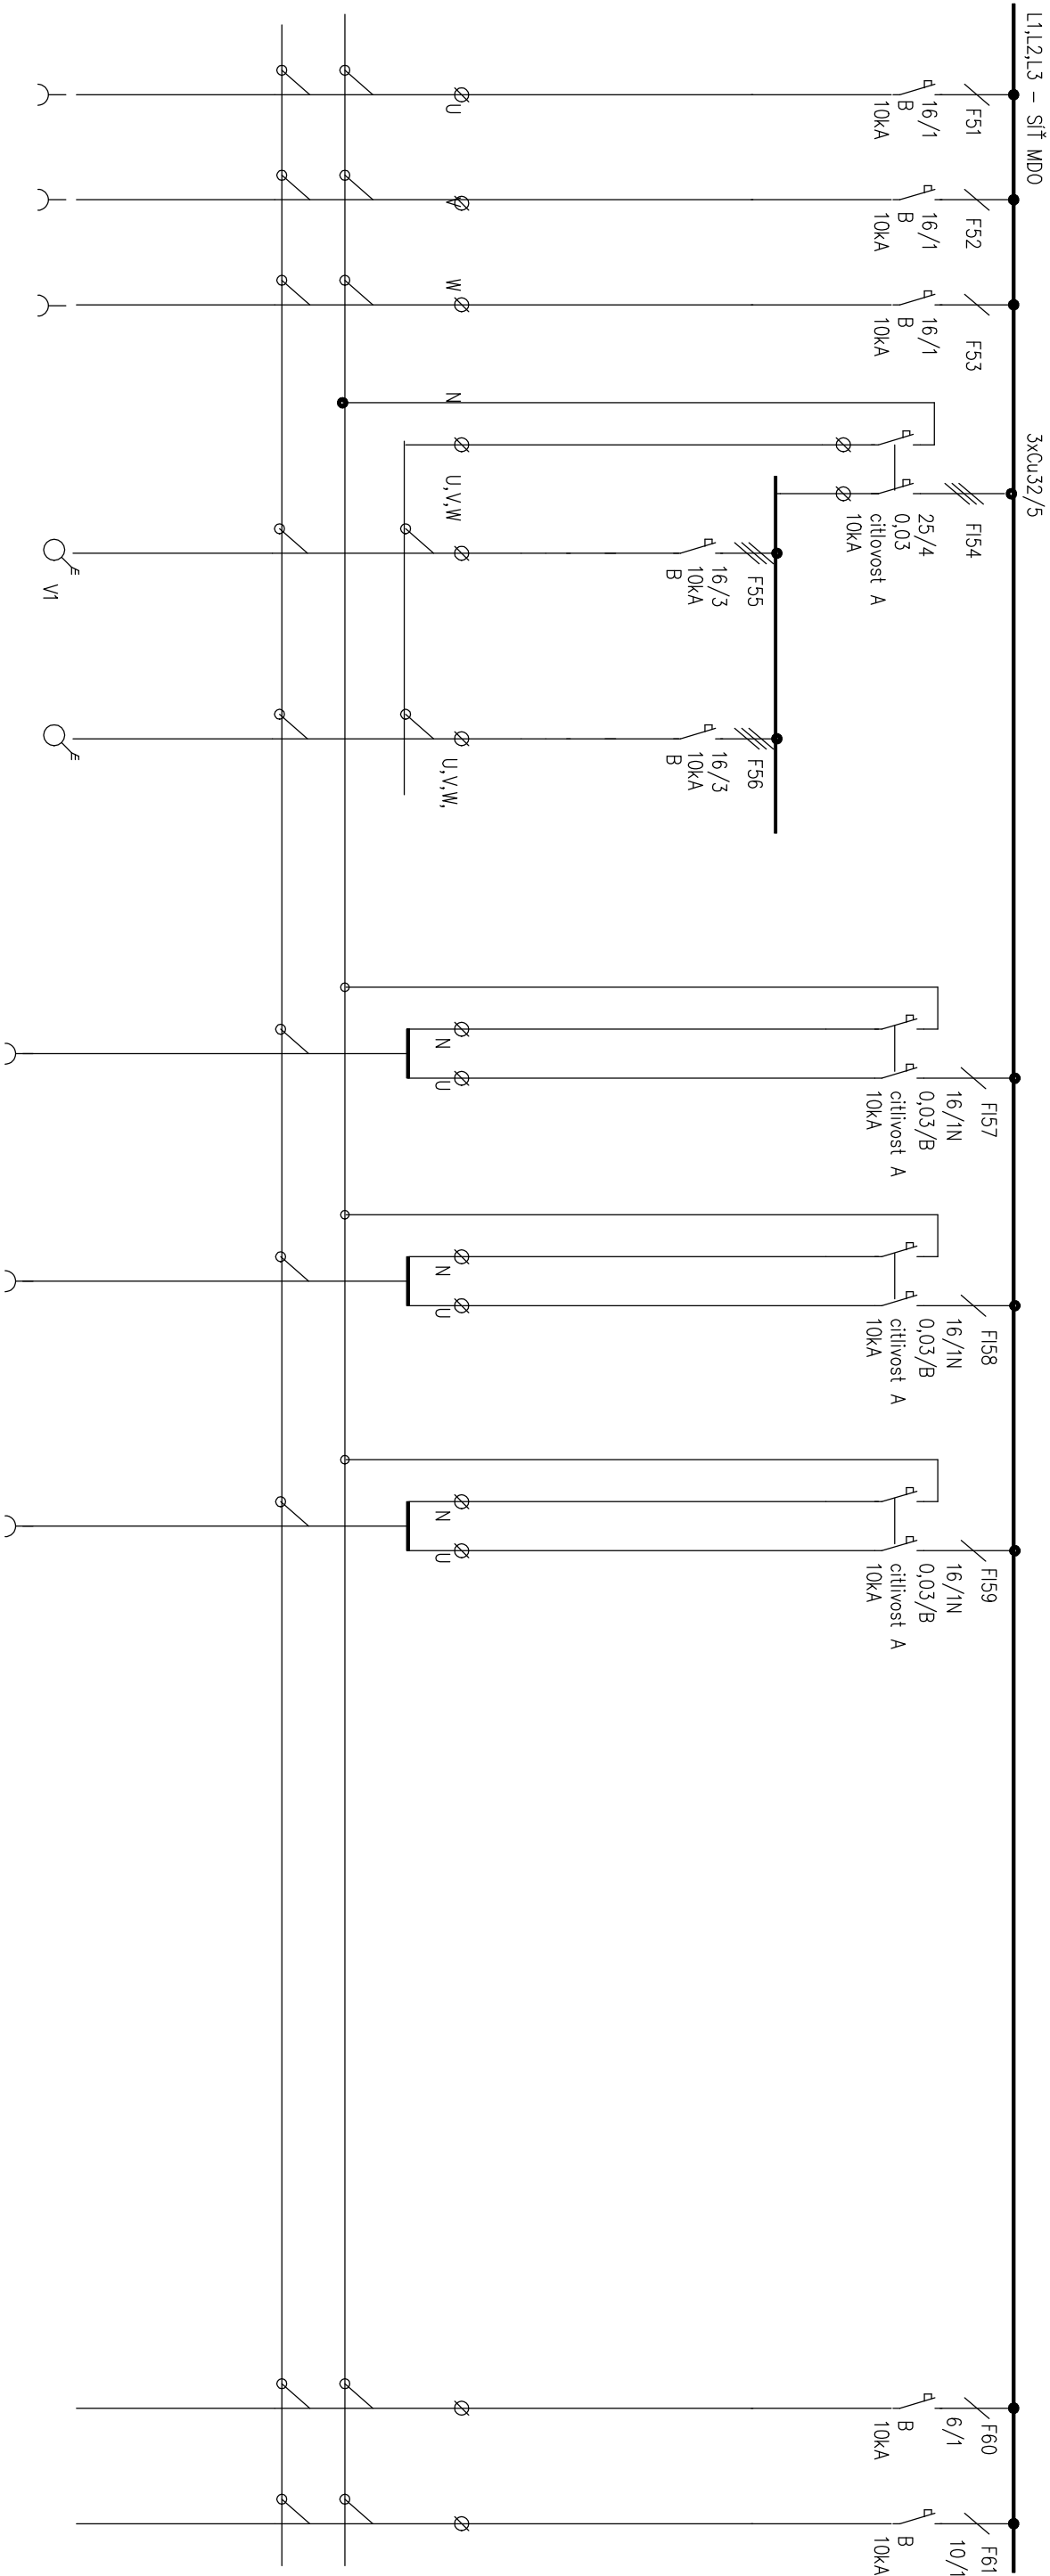 L1,L2,L3 – SÍŤ MDO
3xCu32/5
F51
16/1
B
10kA
U
F52
16/1
B
10kA
V
F53
16/1
B
10kA
W
FI54
25/4
0,03
citlovost A
10kA
N
F55
16/3
10kA
B
U,V,W
V1
F56
16/3
10kA
B
U,V,W,
FI57
16/1N
0,03/B
citlivost A
10kA
N
U
FI58
16/1N
0,03/B
citlivost A
10kA
N
U
FI59
16/1N
0,03/B
citlivost A
10kA
N
U
F60
6/1
B
10kA
F61
10/1
B
10kA